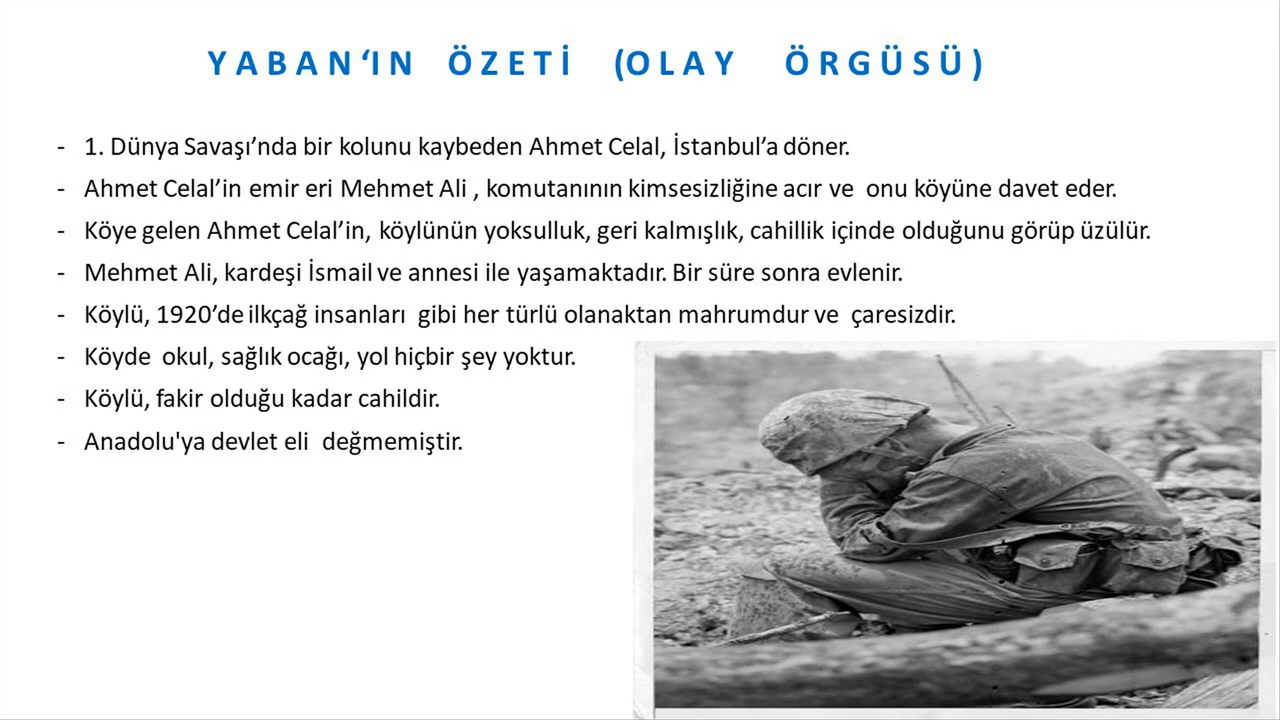 YABAN‘IN ÖZETİ (OLAY ÖRGÜSÜ)
- 1. Dünya Savaşı’nda bir kolunu kaybeden Ahmet Celal, İstanbul’a döner.
- Ahmet Celal’in emir eri Mehmet Ali , komutanının kimsesizliğine acır ve onu köyüne davet eder.
- Köye gelen Ahmet Celal’in, köylünün yoksulluk, geri kalmışlık, cahillik içinde olduğunu görüp üzülür.
- Mehmet Ali, kardeşi İsmail ve annesi ile yaşamaktadır. Bir süre sonra evlenir.
- Köylü, 1920’de ilkçağ insanları gibi her türlü olanaktan mahrumdur ve çaresizdir.
- Köyde okul, sağlık ocağı, yol hiçbir şey yoktur.
- Köylü, fakir olduğu kadar cahildir.
- Anadolu'ya devlet eli değmemiştir.